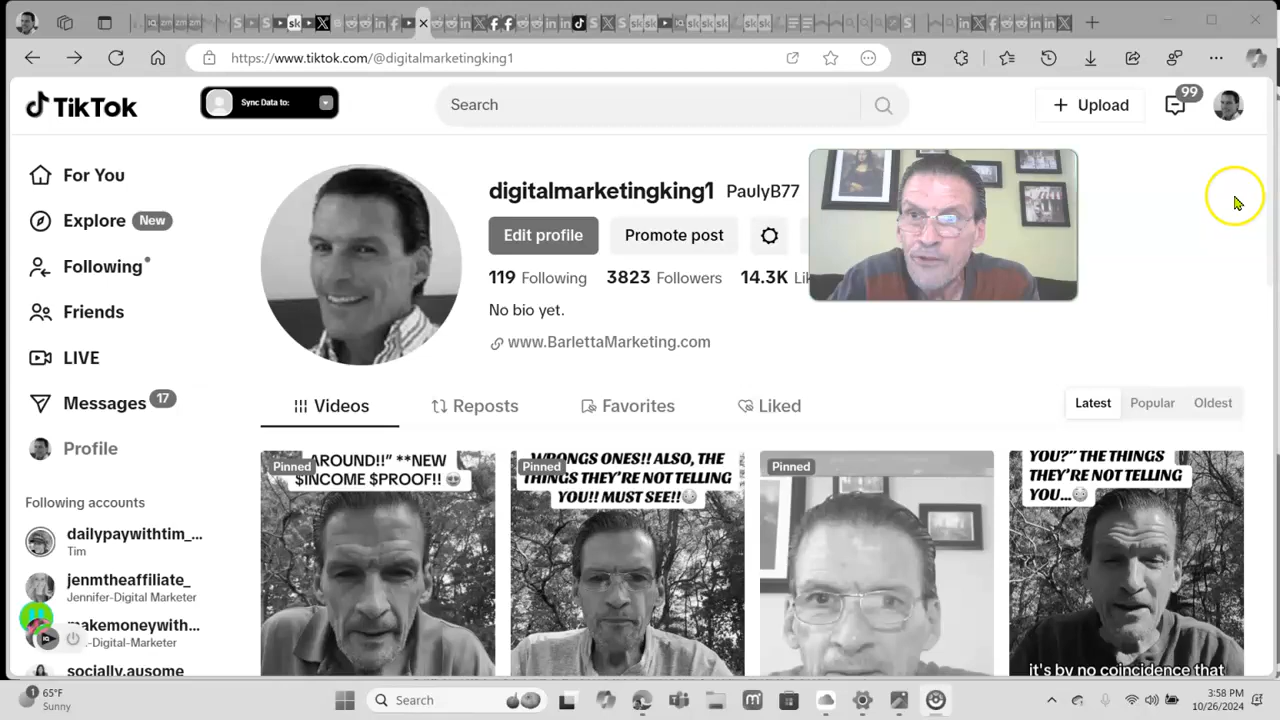 https://www.tiktok.com/@digitalmarketingking1
TikTok
Sync Data to:
Search
Upload
99
For You
Explore New
Following
Friends
LIVE
Messages 17
Profile
Following accounts
dailypaywithtim_...
Tim
jenmtheaffiliate_
Jennifer-Digital Marketer
makemoneywith...
-Digital-Marketer
socially.ausome
digitalmarketingking1 PaulyB77
Edit profile
Promote post
119 Following 3823 Followers 14.3K
No bio yet.
www.BarlettaMarketing.com
Videos
Reposts
Favorites
Liked
Latest
Popular
Oldest
Pinned
AROUND!!” **NEW
$INCOME $PROOF!!
Pinned
WRONGS ONES!! ALSO, THE
THINGS THEY’RE NOT TELLING
YOU!! MUST SEE!!
Pinned
YOU?” THE THINGS
THEY’RE NOT TELLING
YOU...
it's by no coincidence that
1
65°F
Sunny
Search
3:58 PM
10/26/2024